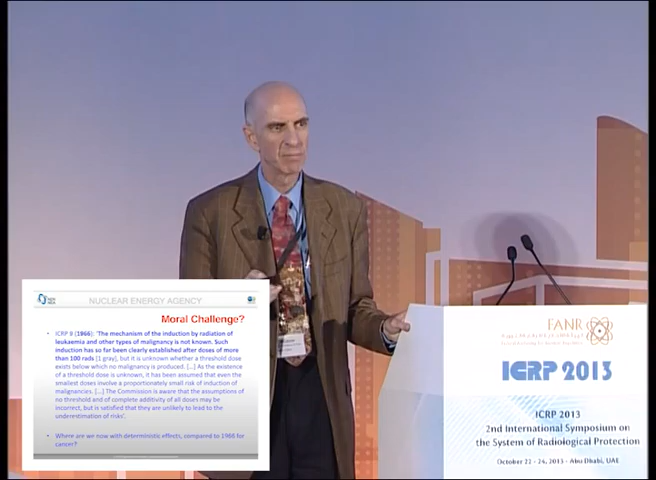 NUCLEAR ENERGY AGENCY
Moral Challenge?
• ICRP 8 (1966): 'The mechanism of the induction by radiation of
leukaemia and other types of malignancy is not known. Such
induction has so far been clearly established after doses of more
than 100 rads [1 gray], but it is unknown whether a threshold dose
exists below which no malignancy is produced. [...] As the existence
of a threshold dose is unknown, it has been assumed that even the
smallest doses involve a proportionately small risk of induction of
malignancies. [...] The Commission is aware that the assumptions of
no threshold and of complete additivity of all doses may be
incorrect, but is satisfied that they are unlikely to lead to the
underestimation of risks'.
• Where are we now with deterministic effects, compared to 1966 for
cancer?
FANR
ICRP 2013
ICRP 2013
2nd International Symposium on
the System of Radiological Protection
October 22 - 24, 2013 - Abu Dhabi, UAE